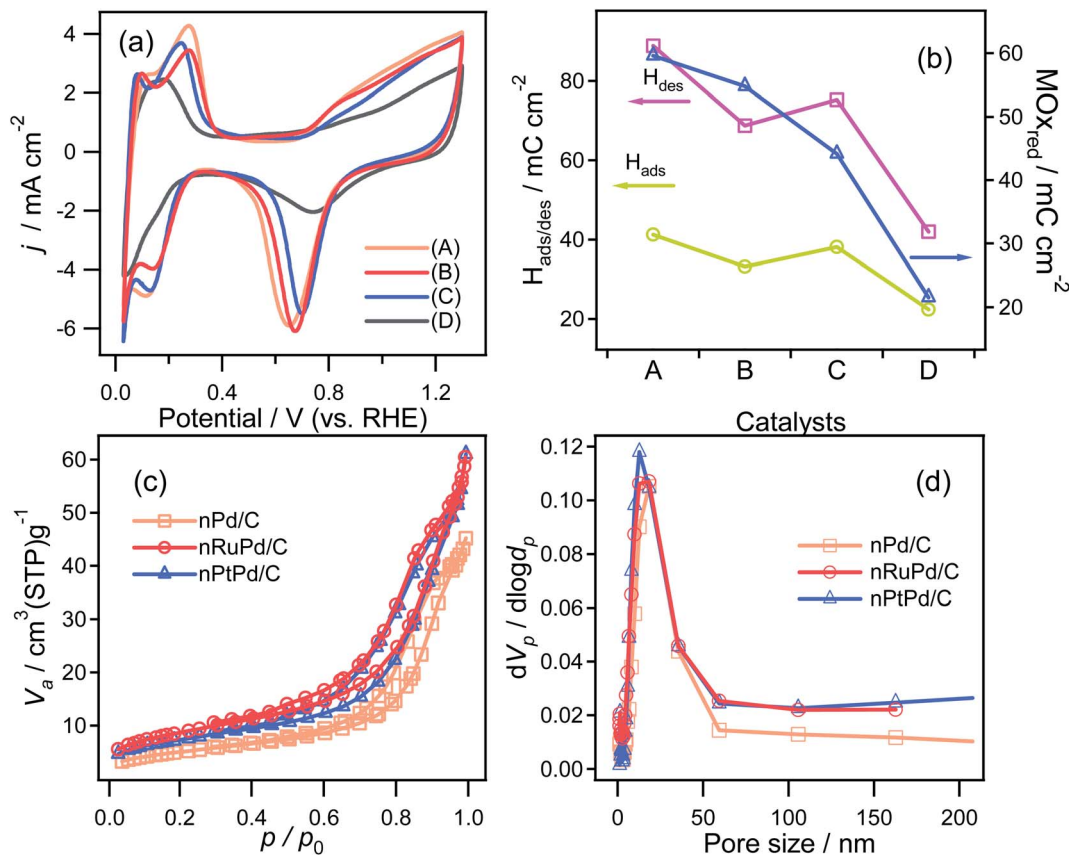 (a)
4
2
0
-2
-4
-6
j / mA cm-2
(A)
(B)
(C)
(D)
0.0 0.4 0.8 1.2
Potential / V (vs. RHE)
(b)
80
60
40
20
Hads/des / mC cm-2
Hdes
Hads
60
50
40
30
20
MOxred / mC cm-2
A B C D
Catalysts
(c)
60
50
40
30
20
10
Va / cm3(STP)g-1
nPd/C
nRuPd/C
nPtPd/C
0.0 0.2 0.4 0.6 0.8 1.0
p / p0
(d)
0.12
0.10
0.08
0.06
0.04
0.02
0.00
dVp / dlogdp
nPd/C
nRuPd/C
nPtPd/C
0 50 100 150 200
Pore size / nm